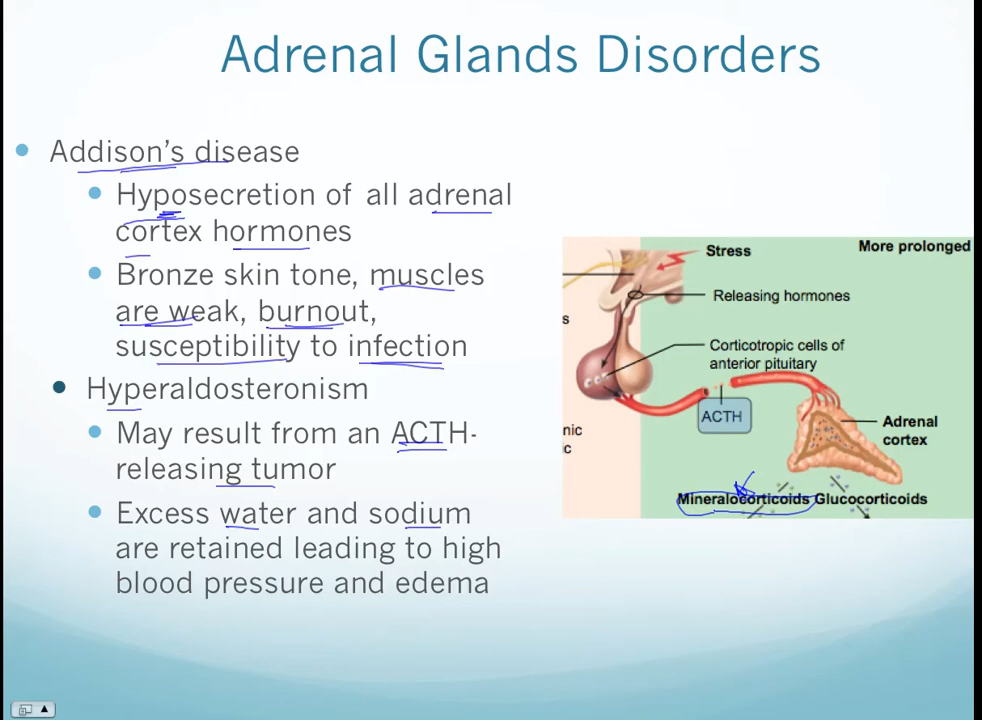 Adrenal Glands Disorders
Addison's disease
Hyposecretion of all adrenal
cortex hormones
Bronze skin tone, muscles
are weak, burnout,
susceptibility to infection
Hyperaldosteronism
May result from an ACTH-
releasing tumor
Excess water and sodium
are retained leading to high
blood pressure and edema
Stress
More prolonged
Releasing hormones
s
Corticotropic cells of
anterior pituitary
ACTH
Adrenal
cortex
nic
c
Mineralocorticoids Glucocorticoids